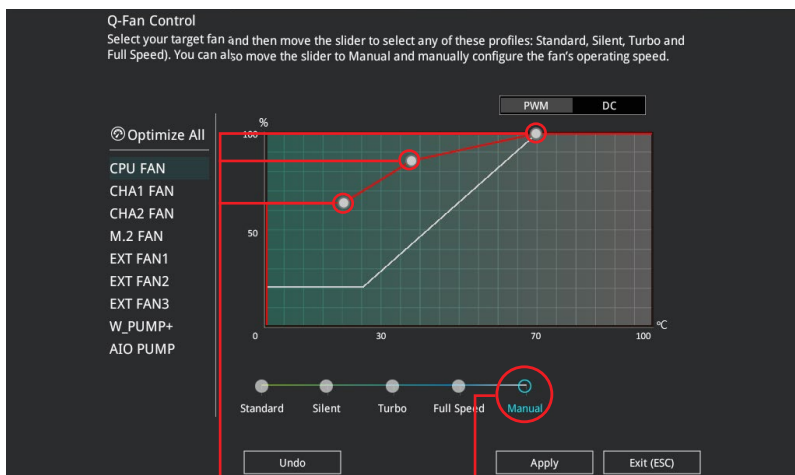 Q-Fan Control
Select your target fan and then move the slider to select any of these profiles: Standard, Silent, Turbo and
Full Speed). You can also move the slider to Manual and manually configure the fan's operating speed.
PWM DC
%
Optimize All
100
CPU FAN
CHA1 FAN
CHA2 FAN
M.2 FAN
50
EXT FAN1
EXT FAN2
EXT FAN3
W_PUMP+
AIO PUMP
°C
0 30 70 100
Standard Silent Turbo Full Speed Manual
Undo Apply Exit (ESC)